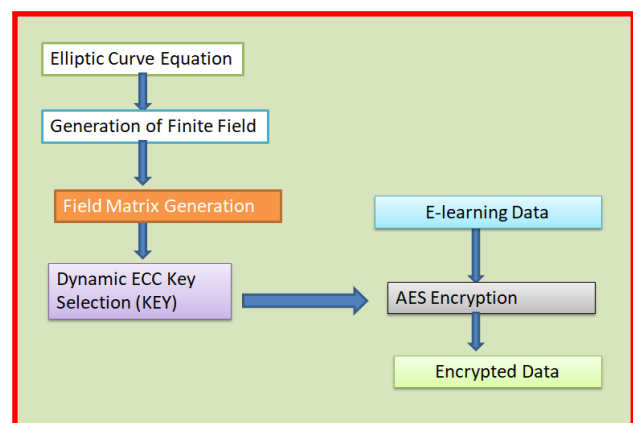 Elliptic Curve Equation
Generation of Finite Field
Field Matrix Generation
Dynamic ECC Key
Selection (KEY)
E-learning Data
AES Encryption
Encrypted Data